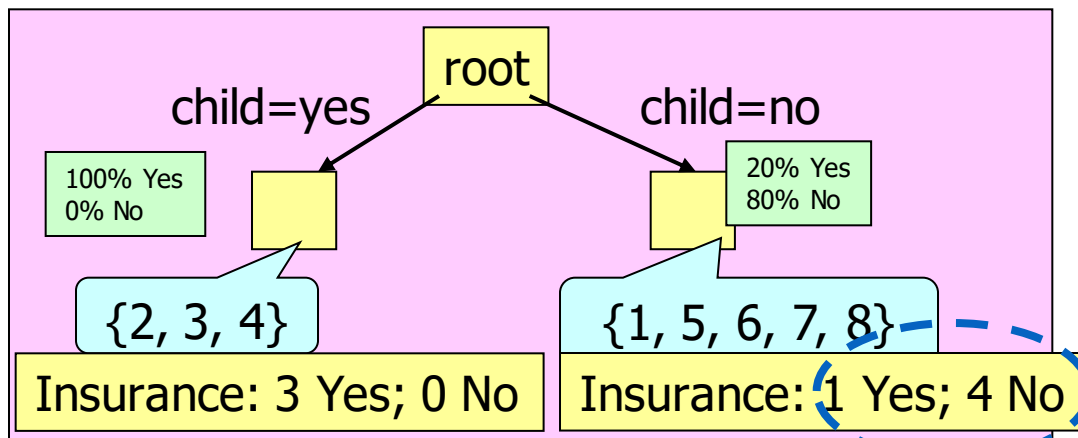 root
child=yes
child=no
100% Yes
0% No
20% Yes
80% No
{2, 3, 4}
{1, 5, 6, 7, 8}
Insurance: 3 Yes; 0 No
Insurance: 1 Yes; 4 No